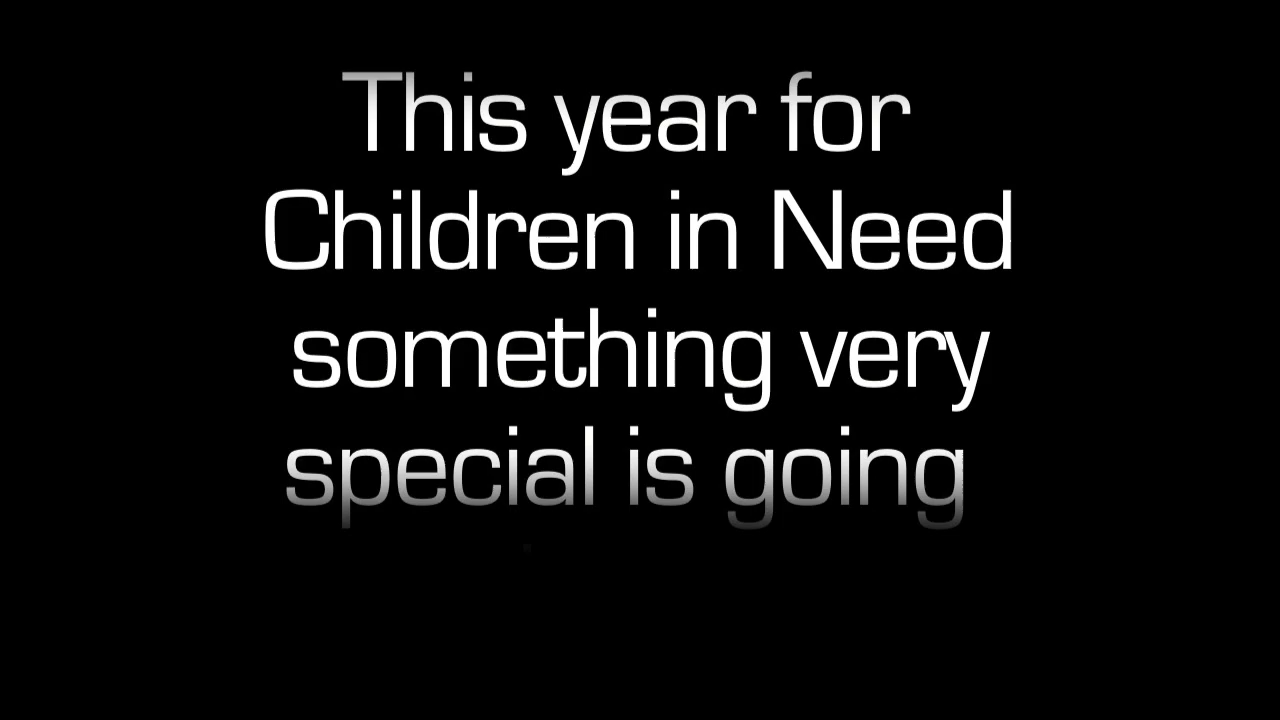 This year for
Children in Need
something very
special is going